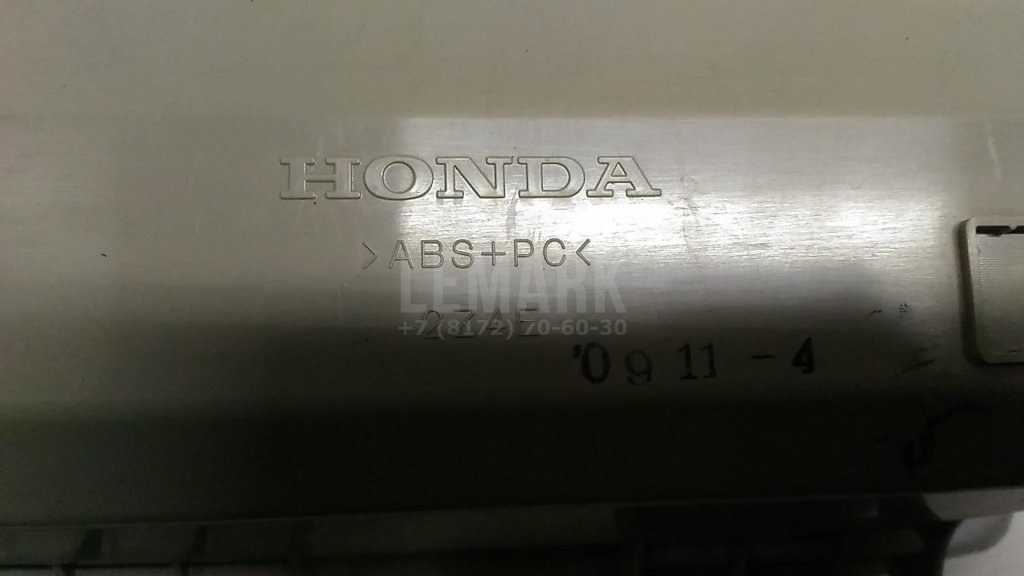 HONDA
>ABS+PC<
LEMARK
+7(8172)70-60-30
'09 11 - 4